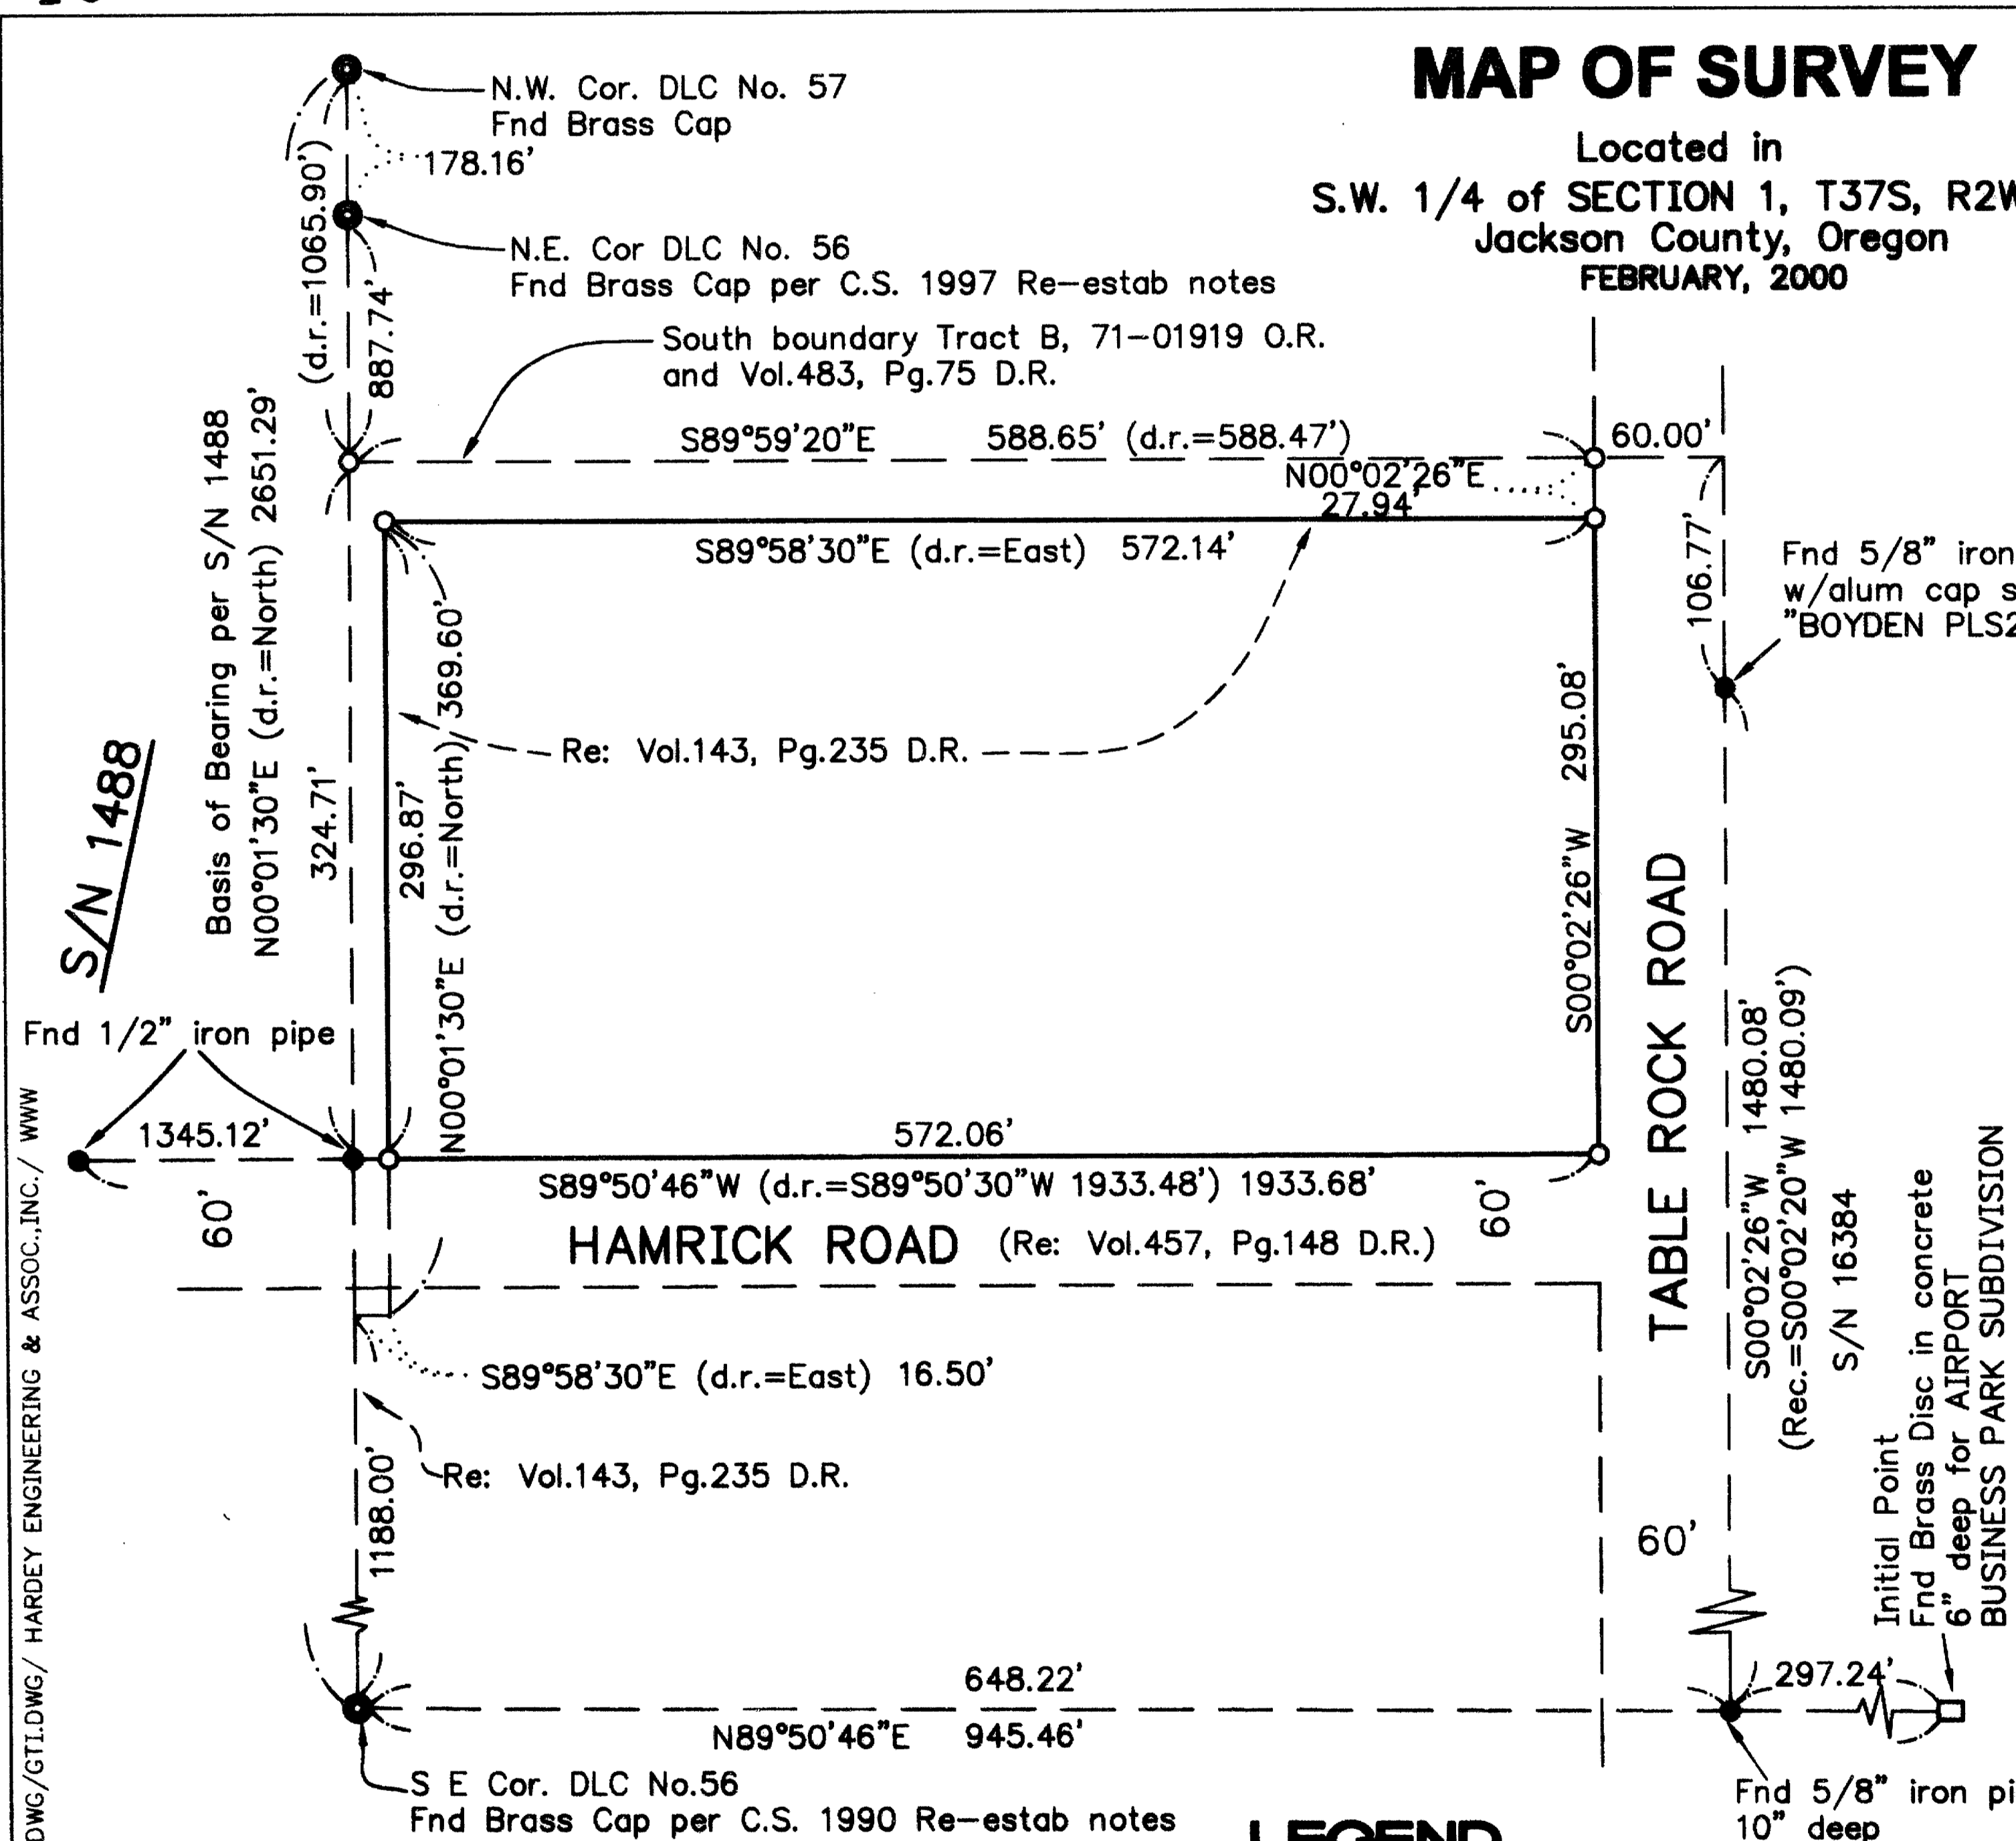 MAP OF SURVEY
Located in
S.W. 1/4 of SECTION 1, T37S, R2W
Jackson County, Oregon
FEBRUARY, 2000
N.W. Cor. DLC No. 57
Fnd Brass Cap
178.16'
(d.r.=1065.90')
N.E. Cor DLC No. 56
Fnd Brass Cap per C.S. 1997 Re-estab notes
887.74'
South boundary Tract B, 71-01919 O.R.
and Vol.483, Pg.75 D.R.
S89°59'20"E 588.65' (d.r.=588.47')
60.00'
N00°02'26"E
27.94'
S89°58'30"E (d.r.=East) 572.14'
106.77'
Fnd 5/8" iron
w/alum cap s
"BOYDEN PLS2
Basis of Bearing per S/N 1488
N00°01'30"E (d.r.=North) 2651.29'
S/N 1488
324.71'
296.87'
N00°01'30"E (d.r.=North) 369.60'
Re: Vol.143, Pg.235 D.R.
S00°02'26"W 295.08'
TABLE ROCK ROAD
S00°02'26"W 1480.08'
(Rec.=S00°02'20"W 1480.09')
S/N 16384
Fnd 1/2" iron pipe
1345.12'
572.06'
S89°50'46"W (d.r.=S89°50'30"W 1933.48') 1933.68'
60'
60'
HAMRICK ROAD (Re: Vol.457, Pg.148 D.R.)
S89°58'30"E (d.r.=East) 16.50'
Re: Vol.143, Pg.235 D.R.
1188.00'
60'
Initial Point
Fnd Brass Disc in concrete
6" deep for AIRPORT
BUSINESS PARK SUBDIVISION
648.22'
297.24'
N89°50'46"E 945.46'
S E Cor. DLC No.56
Fnd Brass Cap per C.S. 1990 Re-estab notes
Fnd 5/8" iron pi
10" deep
LEGEND
DWG/GTI.DWG/ HARDEY ENGINEERING & ASSOC.,INC./ WWW